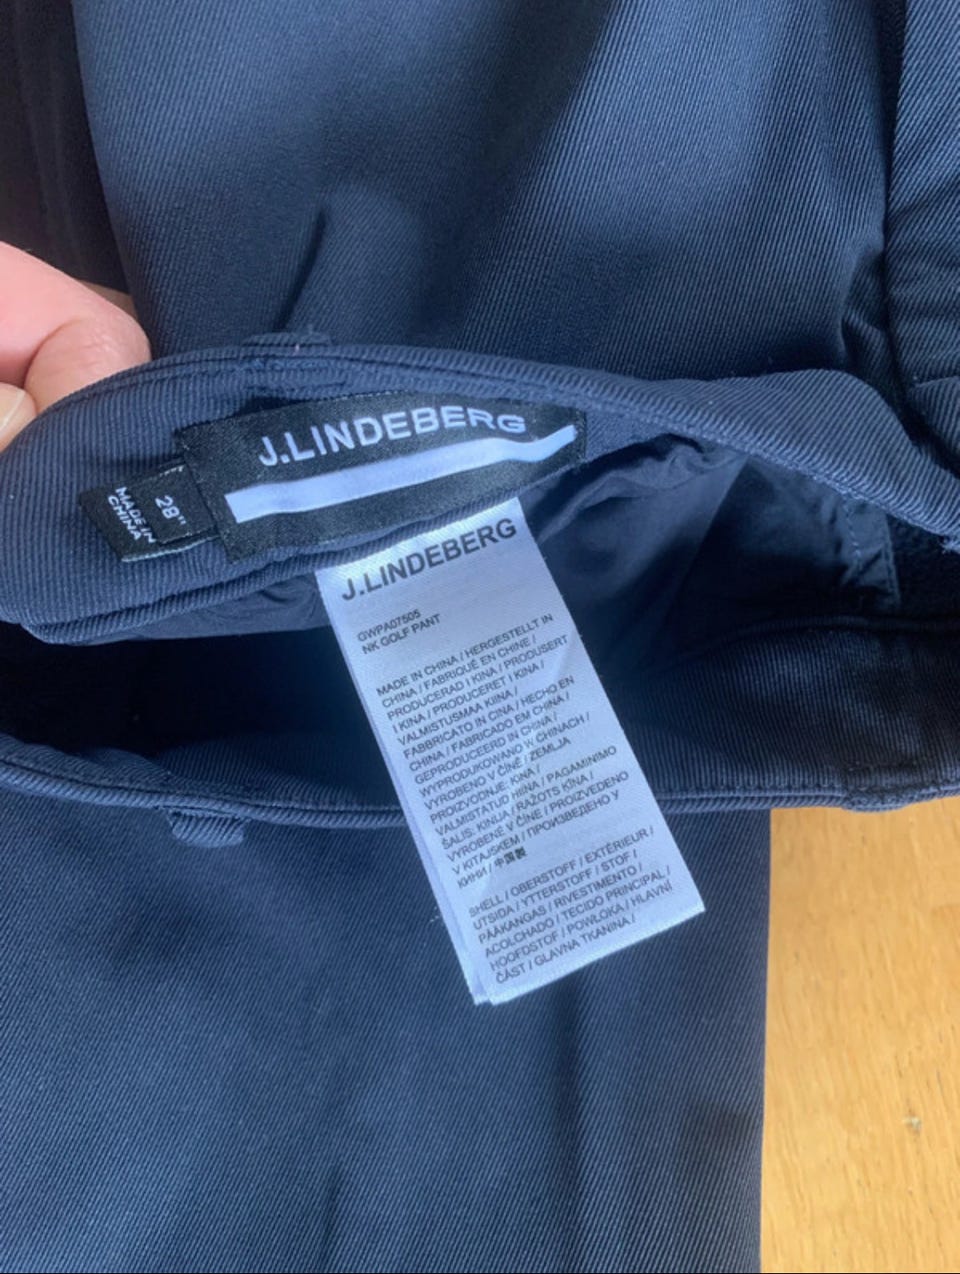 J.LINDEBERG
28"
MADE IN
CHINA
J.LINDEBERG
GWPA07505
NK GOLF PANT
MADE IN CHINA / HERGESTELLT IN
CHINA / FABRIQUÉ EN CHINE /
PRODUCERAD I KINA / PRODUSERT
I KINA / PRODUCERET I KINA /
VALMISTUSMAA KIINA /
FABBRICATO IN CINA / HECHO EN
CHINA / FABRICADO EM CHINA /
GEPRODUCEERD IN CHINA /
WYPRODUKOWANO W CHINACH /
VYROBENO V ČÍNĚ / ZEMLJA
PROIZVODNJE: KINA /
VALMISTATUD HIINA / PAGAMINIMO
ŠALIS: KINIJA / RAŽOTS ĶĪNA /
VYROBENÉ V ČÍNE / PROIZVEDENO
V KITAJSKEM / ПРОИЗВЕДЕНО У
КИНИ / 中国製
SHELL / OBERSTOFF / EXTÉRIEUR /
UTSIDA / YTTERSTOFF / STOF /
PÄÄKANGAS / RIVESTIMENTO /
ACOLCHADO / TECIDO PRINCIPAL /
HOOFDSTOF / POWŁOKA / HLAVNÍ
ČÁST / GLAVNA TKANINA /